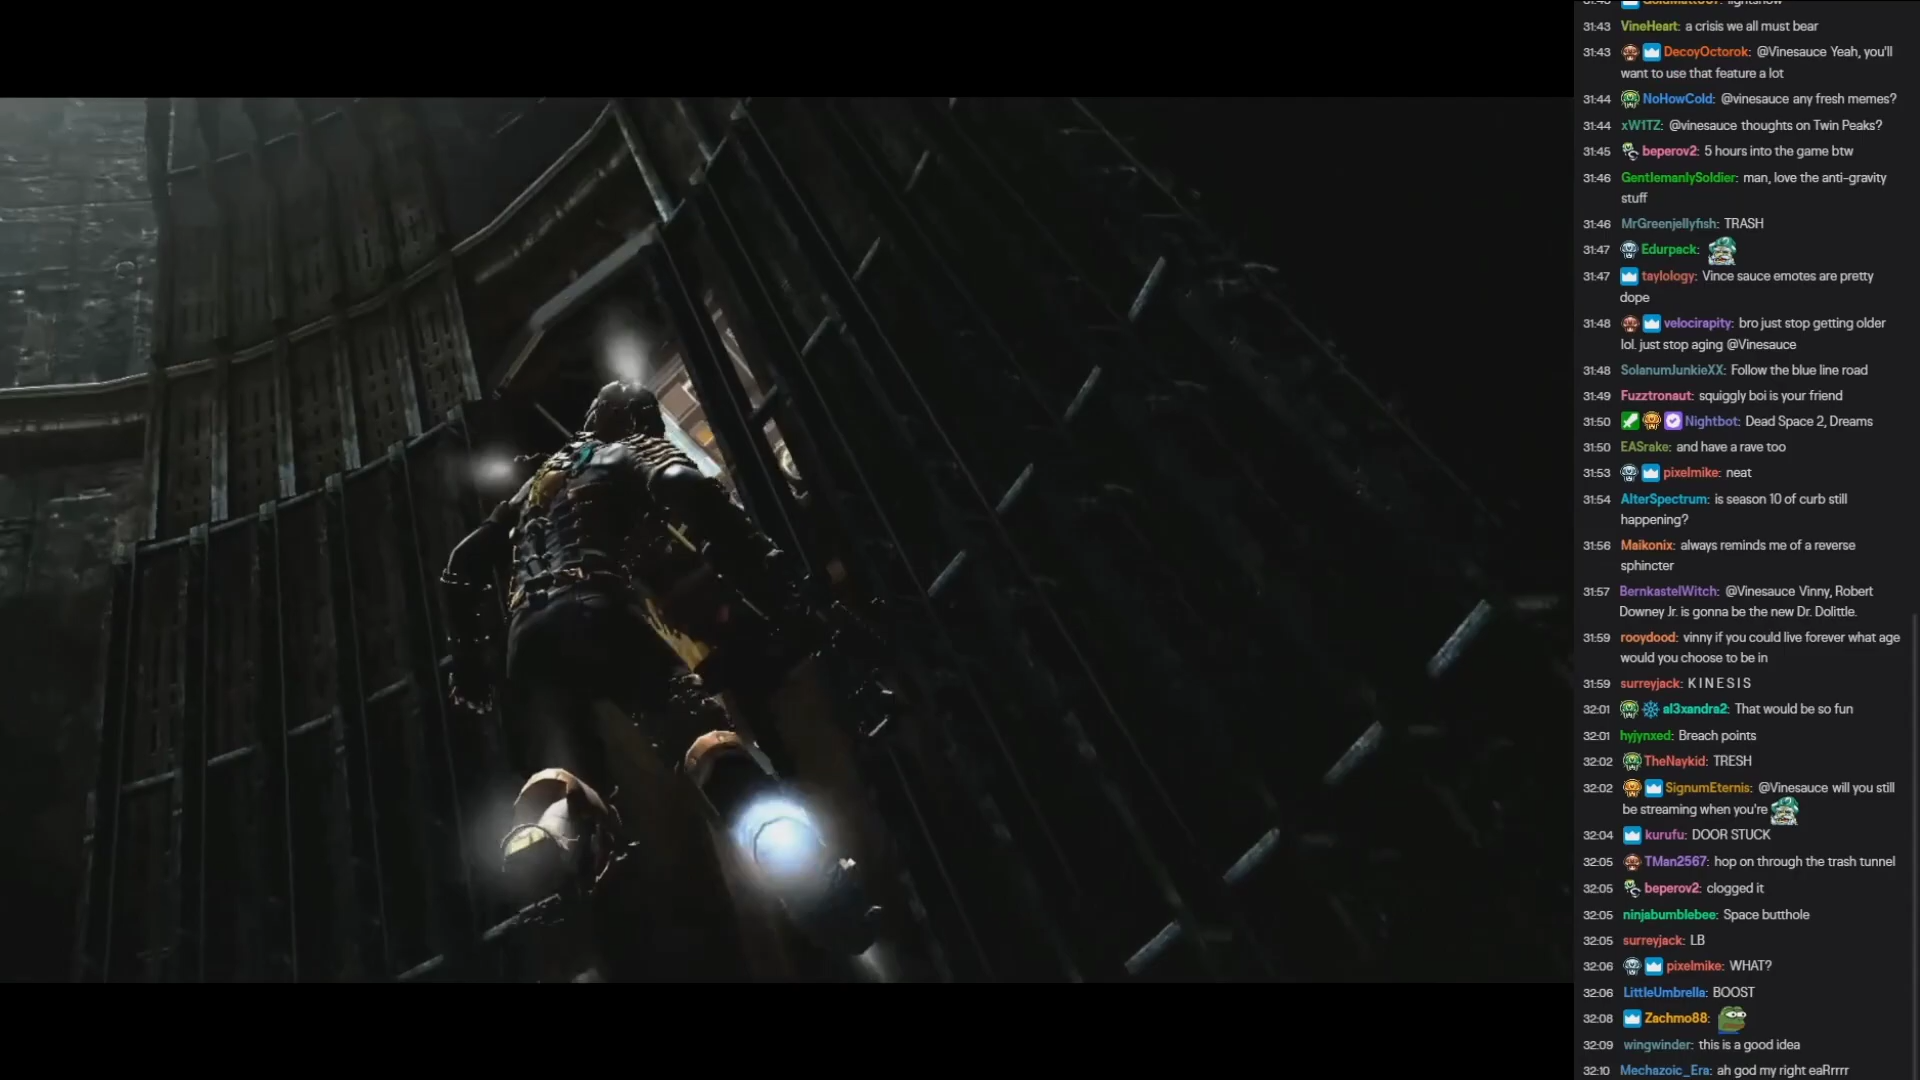 VineHeart: a crisis we all must bear
31:43
31:43 DecoyOctorok: @Vinesauce Yeah, you'll
want to use that feature a lot
31:44 NoHowCold: @vinesauce any fresh memes?
31:44 xW1TZ: @vinesauce thoughts on Twin Peaks?
31:45 beperov2: 5 hours into the game btw
31:46 GentlemanlySoldier: man, love the anti-gravity
stuff
31:46 MrGreenjellyfish: TRASH
31:47 Edurpeck:
31:47 taylology: Vince sauce emotes are pretty
dope
31:48 velocirapity: bro just stop getting older
lol. just stop aging @Vinesauce
31:48 SolanumJunkieXX: Follow the blue line road
31:49 Fuzztronaut: squiggly boi is your friend
31:50 Nightbot: Dead Space 2, Dreams
31:50 EASrake: and have a rave too
31:53 pixelmike: neat
31:54 AlterSpectrum: is season 10 of curb still
happening?
31:56 Maikonix: always reminds me of a reverse
sphincter
31:57 BernkastelWitch: @Vinesauce Vinny, Robert
Downey Jr. is gonna be the new Dr. Dolittle.
31:59 rooydood: vinny if you could live forever what age
would you choose to be in
31:59 surreyjack: K I N E S I S
32:01 al3xandra2: That would be so fun
32:01 hyjynxed: Breach points
32:02 TheNaykid: TRESH
32:02 SignumEternis: @Vinesauce will you still
be streaming when you're
32:04 kurufu: DOOR STUCK
32:05 TMan2567: hop on through the trash tunnel
32:05 beperov2: clogged it
32:05 ninjabumblebee: Space butthole
32:05 surreyjack: LB
32:06 pixelmike: WHAT?
32:06 LittleUmbrella: BOOST
32:08 Zachmo88:
32:09 wingwinder: this is a good idea
32:10 Mechazoic_Era: ah god my right eaRrrrr